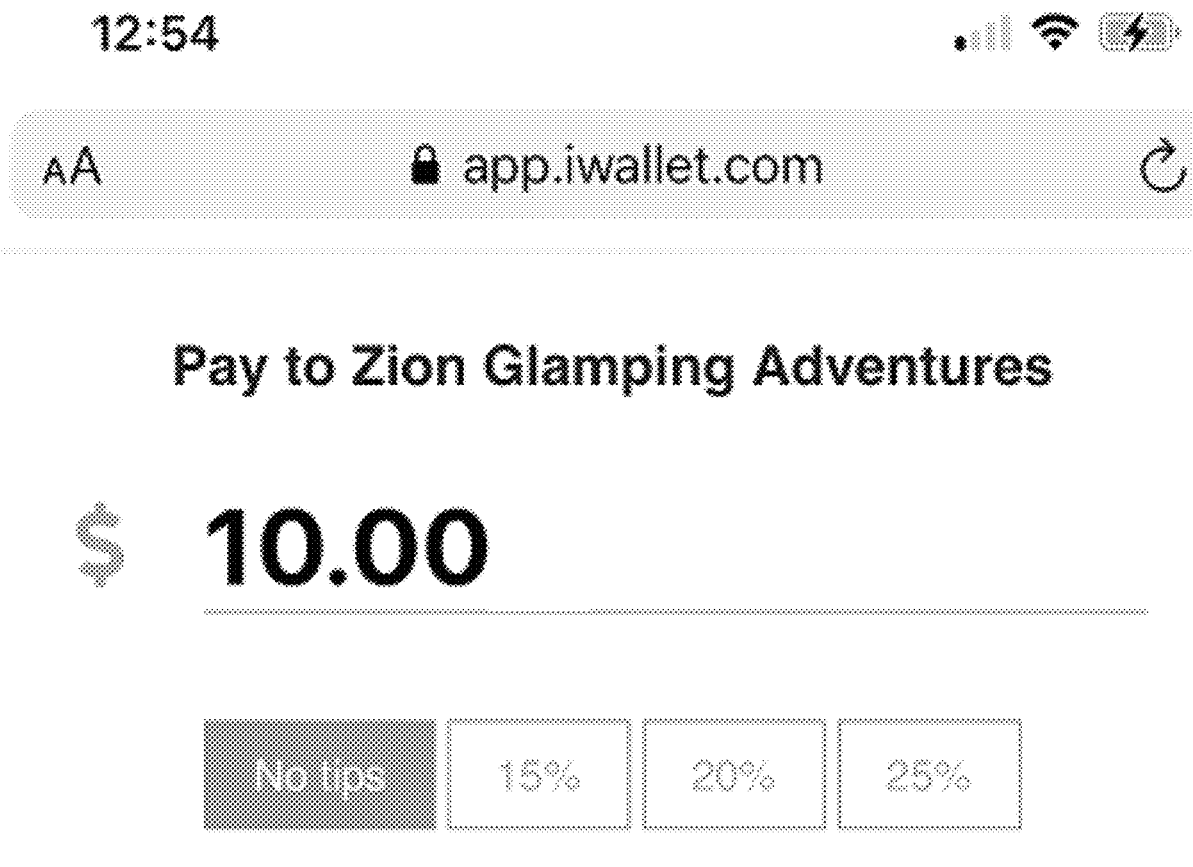 12:54
AA app.iwallet.com
Pay to Zion Glamping Adventures
$ 10.00
No tips 15% 20% 25%